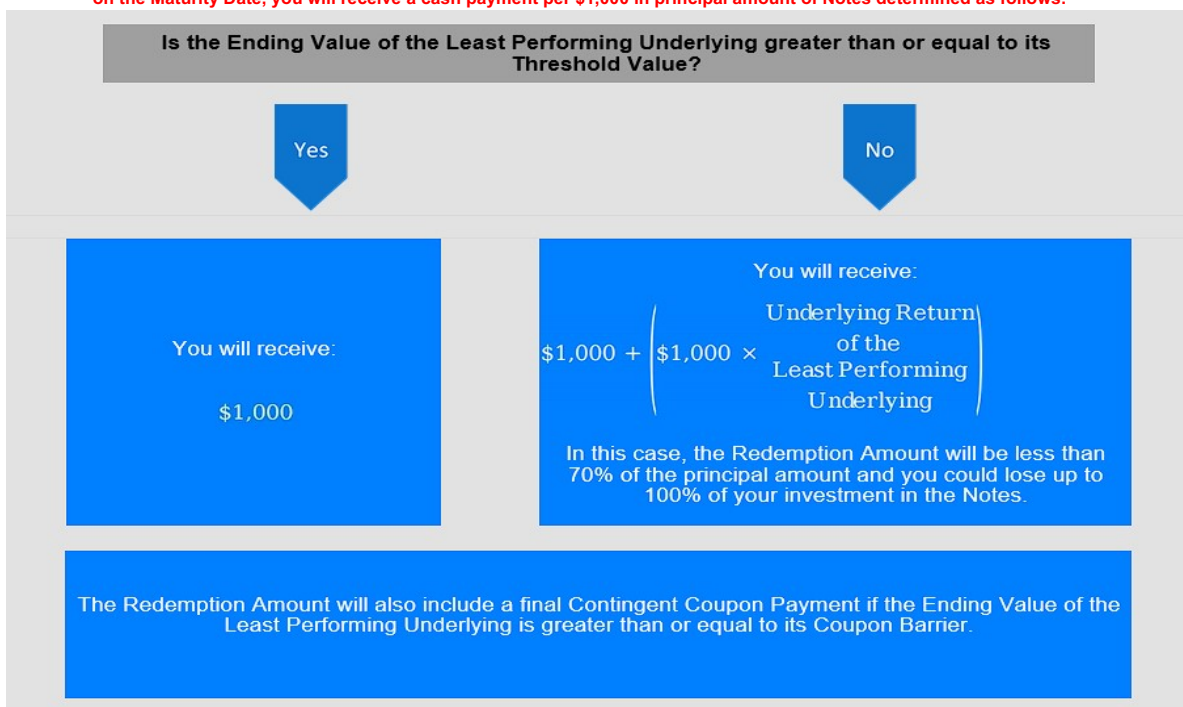 on the Maturity Date, you will receive a cash payment per $1,000 in principal amount of Notes determined as follows:
Is the Ending Value of the Least Performing Underlying greater than or equal to its
Threshold Value?
Yes
No
You will receive:
$1,000
You will receive:
$1,000 + ($1,000 × Underlying Return
of the
Least Performing
Underlying)
In this case, the Redemption Amount will be less than
70% of the principal amount and you could lose up to
100% of your investment in the Notes.
The Redemption Amount will also include a final Contingent Coupon Payment if the Ending Value of the
Least Performing Underlying is greater than or equal to its Coupon Barrier.